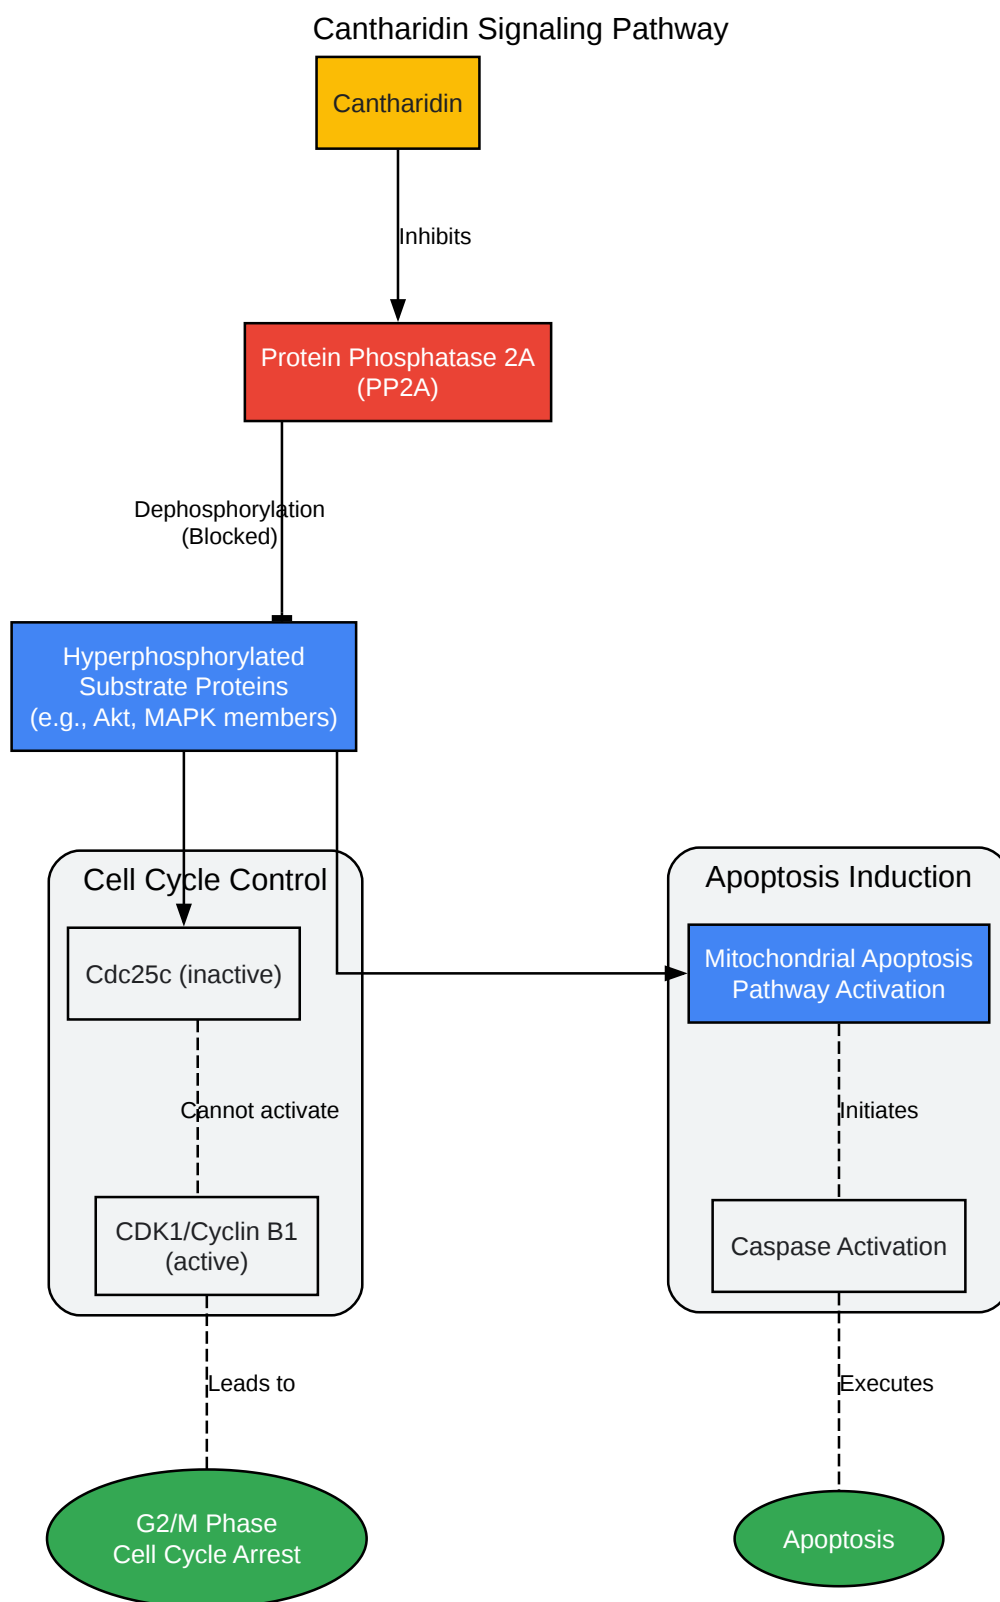 Cantharidin Signaling Pathway
Cantharidin
Inhibits
Protein Phosphatase 2A
(PP2A)
Dephosphorylation
(Blocked)
Hyperphosphorylated
Substrate Proteins
(e.g., Akt, MAPK members)
Cell Cycle Control
Cdc25c (inactive)
Cannot activate
CDK1/Cyclin B1
(active)
Leads to
G2/M Phase
Cell Cycle Arrest
Apoptosis Induction
Mitochondrial Apoptosis
Pathway Activation
Initiates
Caspase Activation
Executes
Apoptosis